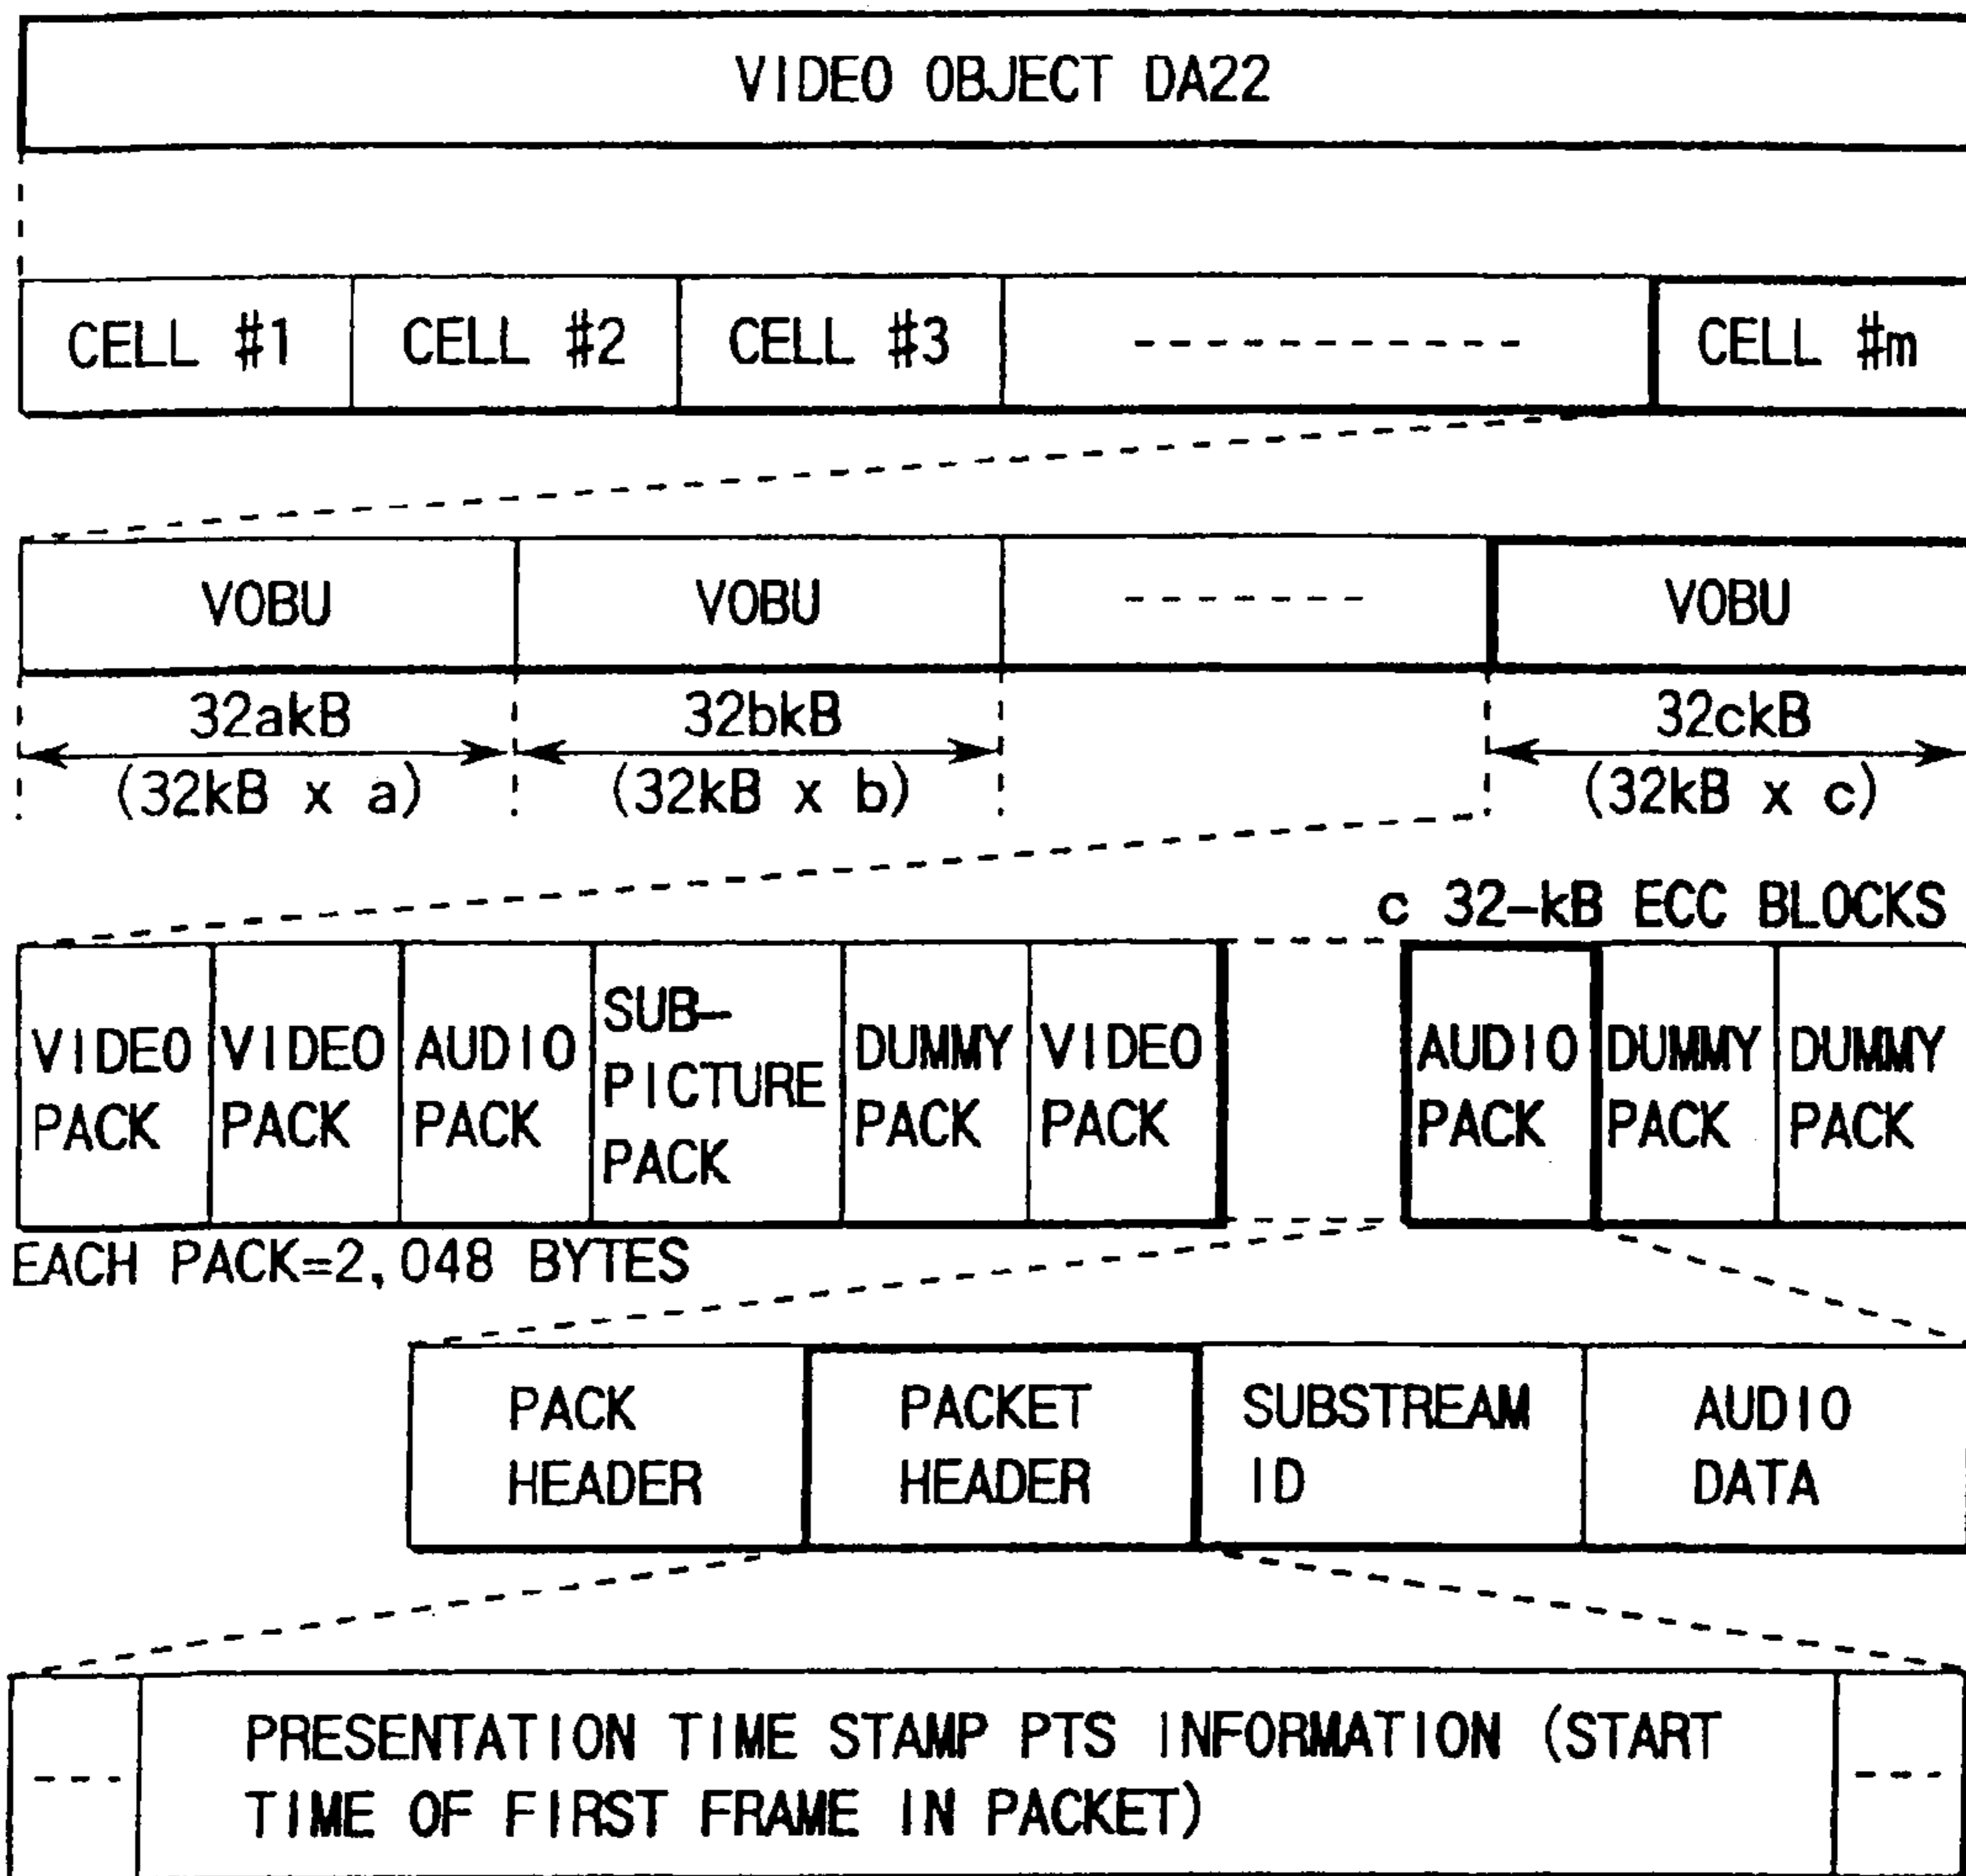 VIDEO OBJECT DA22
CELL #1 CELL #2 CELL #3 ----------- CELL #m
VOBU VOBU ------- VOBU
32akB 32bkB 32ckB
(32kB x a) (32kB x b) (32kB x c)
c 32-kB ECC BLOCKS
VIDEO PACK
VIDEO PACK
AUDIO PACK
SUB-
PICTURE
PACK
DUMMY PACK
VIDEO PACK
AUDIO PACK
DUMMY PACK
DUMMY PACK
EACH PACK=2,048 BYTES
PACK
HEADER
PACKET
HEADER
SUBSTREAM
ID
AUDIO
DATA
--- PRESENTATION TIME STAMP PTS INFORMATION (START
TIME OF FIRST FRAME IN PACKET) ---